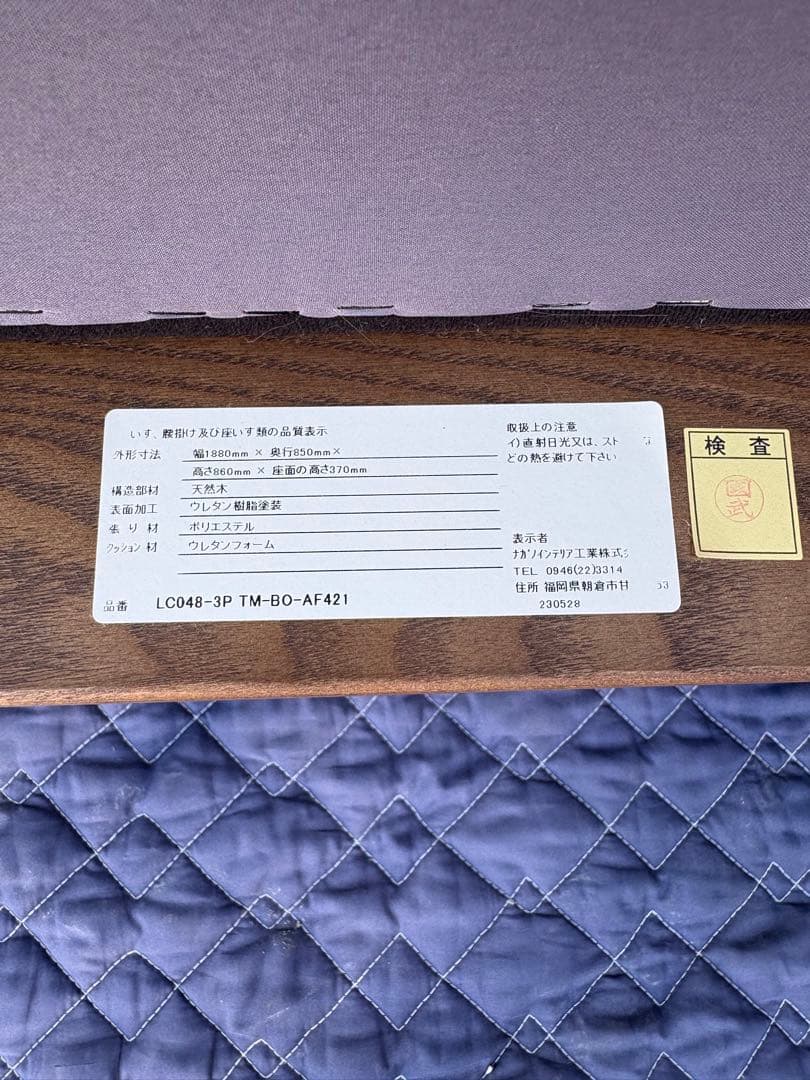 いす、腰掛け及び座いす類の品質表示
外形寸法 幅1880mm × 奥行850mm×
高さ860mm × 座面の高さ370mm
構造部材 天然木
表面加工 ウレタン樹脂塗装
張り材 ポリエステル
クッション材 ウレタンフォーム
品番 LC048-3P TM-BO-AF421
取扱上の注意
イ)直射日光又は、スト
どの熱を避けて下さい
表示者
ナガノインテリア工業株式
TEL 0946(22)3314
住所 福岡県朝倉市甘 53
230528
検査
國武